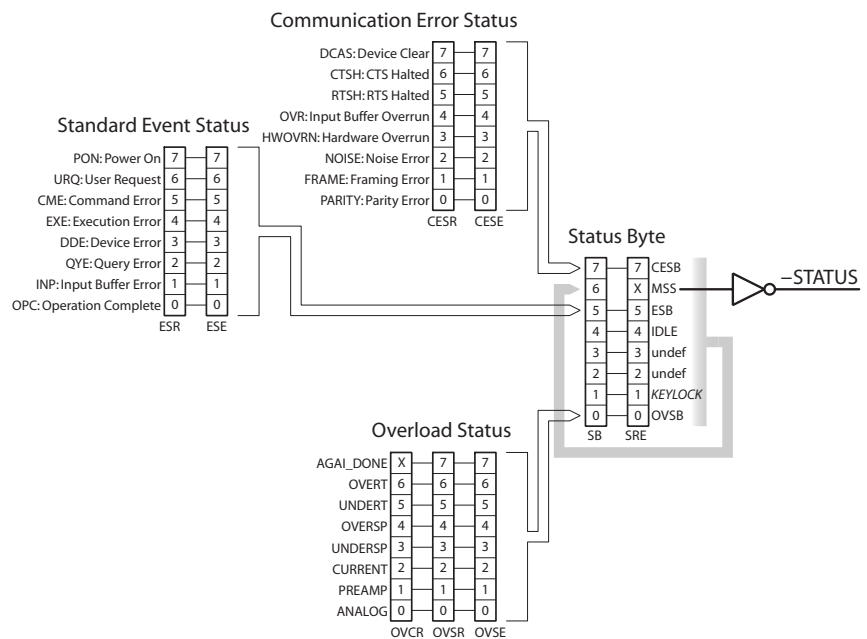 Communication Error Status
DCAS: Device Clear 7 7
CTSH: CTS Halted 6 6
RTSH: RTS Halted 5 5
OVR: Input Buffer Overrun 4 4
HWOVRN: Hardware Overrun 3 3
NOISE: Noise Error 2 2
FRAME: Framing Error 1 1
PARITY: Parity Error 0 0
CESR CESE
Standard Event Status
PON: Power On 7 7
URQ: User Request 6 6
CME: Command Error 5 5
EXE: Execution Error 4 4
DDE: Device Error 3 3
QYE: Query Error 2 2
INP: Input Buffer Error 1 1
OPC: Operation Complete 0 0
ESR ESE
Status Byte
7 7 CESB
6 X MSS
5 5 ESB
4 4 IDLE
3 3 undef
2 2 undef
1 1 KEYLOCK
0 0 OVSB
SB SRE
–STATUS
Overload Status
AGAI_DONE X 7 7
OVERT 6 6 6
UNDERT 5 5 5
OVERSP 4 4 4
UNDERSP 3 3 3
CURRENT 2 2 2
PREAMP 1 1 1
ANALOG 0 0 0
OVCR OVSR OVSE